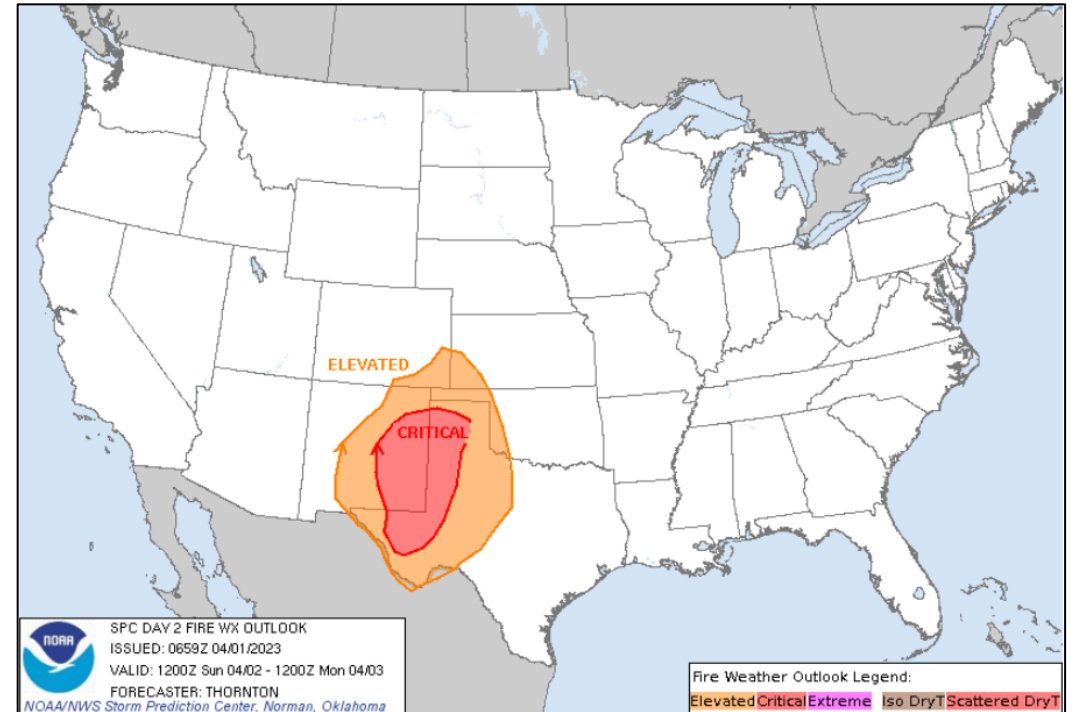 ELEVATED
CRITICAL
NOAA
SPC DAY 2 FIRE WX OUTLOOK
ISSUED: 0659Z 04/01/2023
VALID: 1200Z Sun 04/02 - 1200Z Mon 04/03
FORECASTER: THORNTON
NOAA/NWS Storm Prediction Center, Norman, Oklahoma
Fire Weather Outlook Legend:
Elevated Critical Extreme Iso DryT Scattered DryT